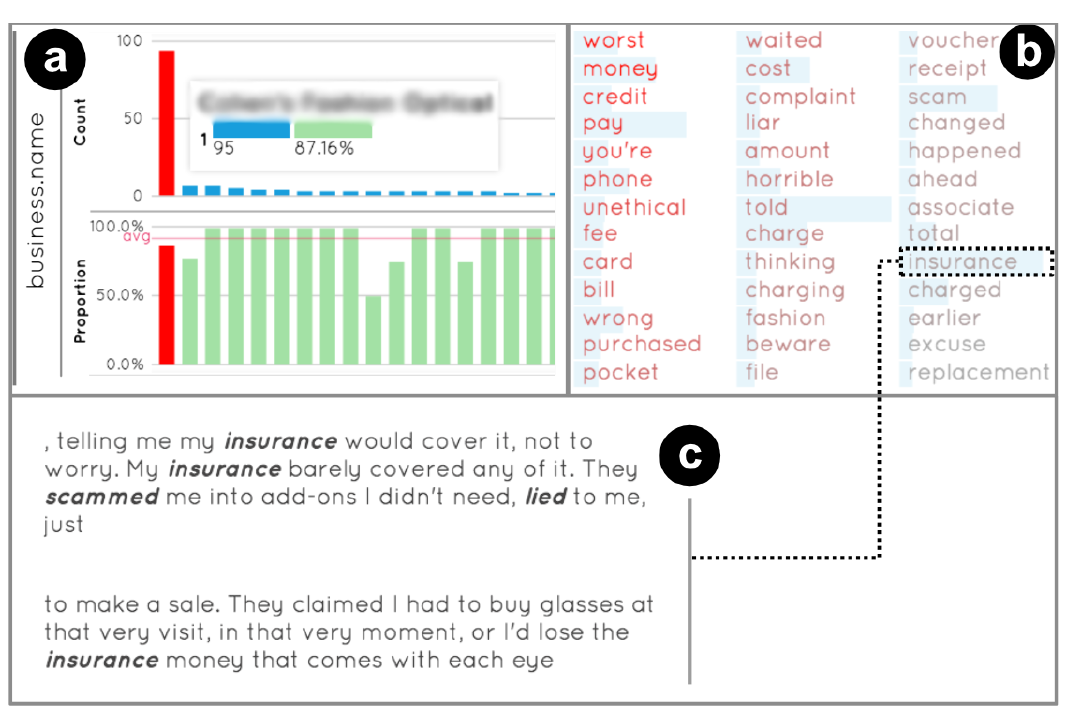 a
business.name
Count
100
50
0
1
95
87.16%
Proportion
100.0%
avg
50.0%
0.0%
b
worst waited voucher
money cost receipt
credit complaint scam
pay liar changed
you're amount happened
phone horrible ahead
unethical told associate
fee charge total
card thinking insurance
bill charging charged
wrong fashion earlier
purchased beware excuse
pocket file replacement
c
, telling me my insurance would cover it, not to
worry. My insurance barely covered any of it. They
scammed me into add-ons I didn't need, lied to me,
just
to make a sale. They claimed I had to buy glasses at
that very visit, in that very moment, or I'd lose the
insurance money that comes with each eye